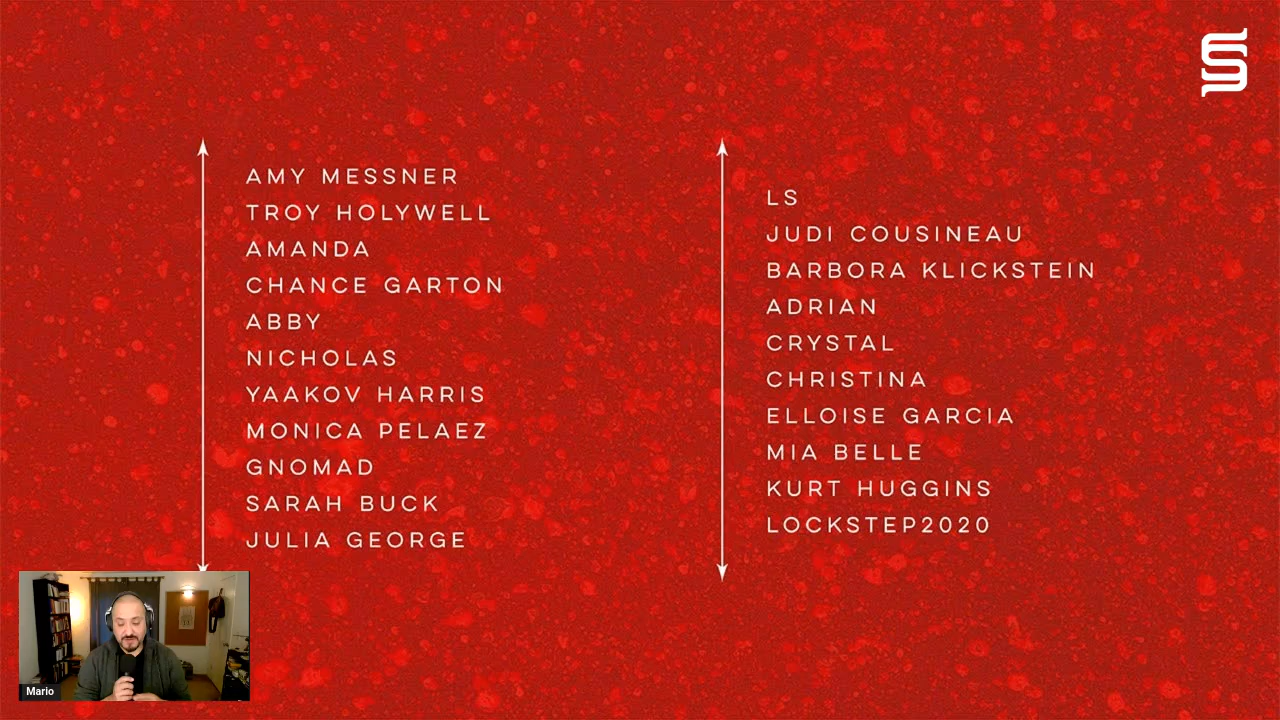 AMY MESSNER
TROY HOLYWELL
AMANDA
CHANCE GARTON
ABBY
NICHOLAS
YAAKOV HARRIS
MONICA PELAEZ
GNOMAD
SARAH BUCK
JULIA GEORGE
LS
JUDI COUSINEAU
BARBORA KLICKSTEIN
ADRIAN
CRYSTAL
CHRISTINA
ELLOISE GARCIA
MIA BELLE
KURT HUGGINS
LOCKSTEP2020
Mario